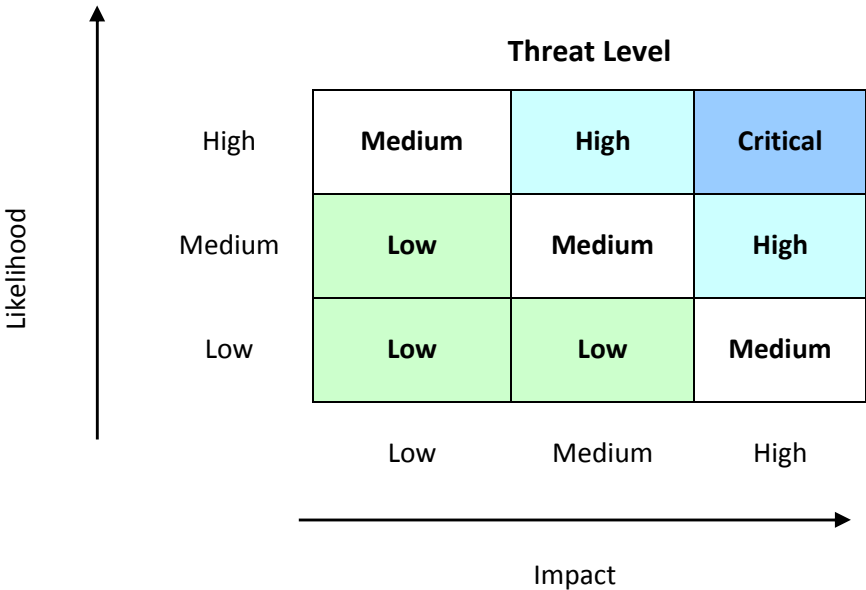 Threat Level
High Medium High Critical
Medium Low Medium High
Low Low Low Medium
Low Medium High
Likelihood
Impact